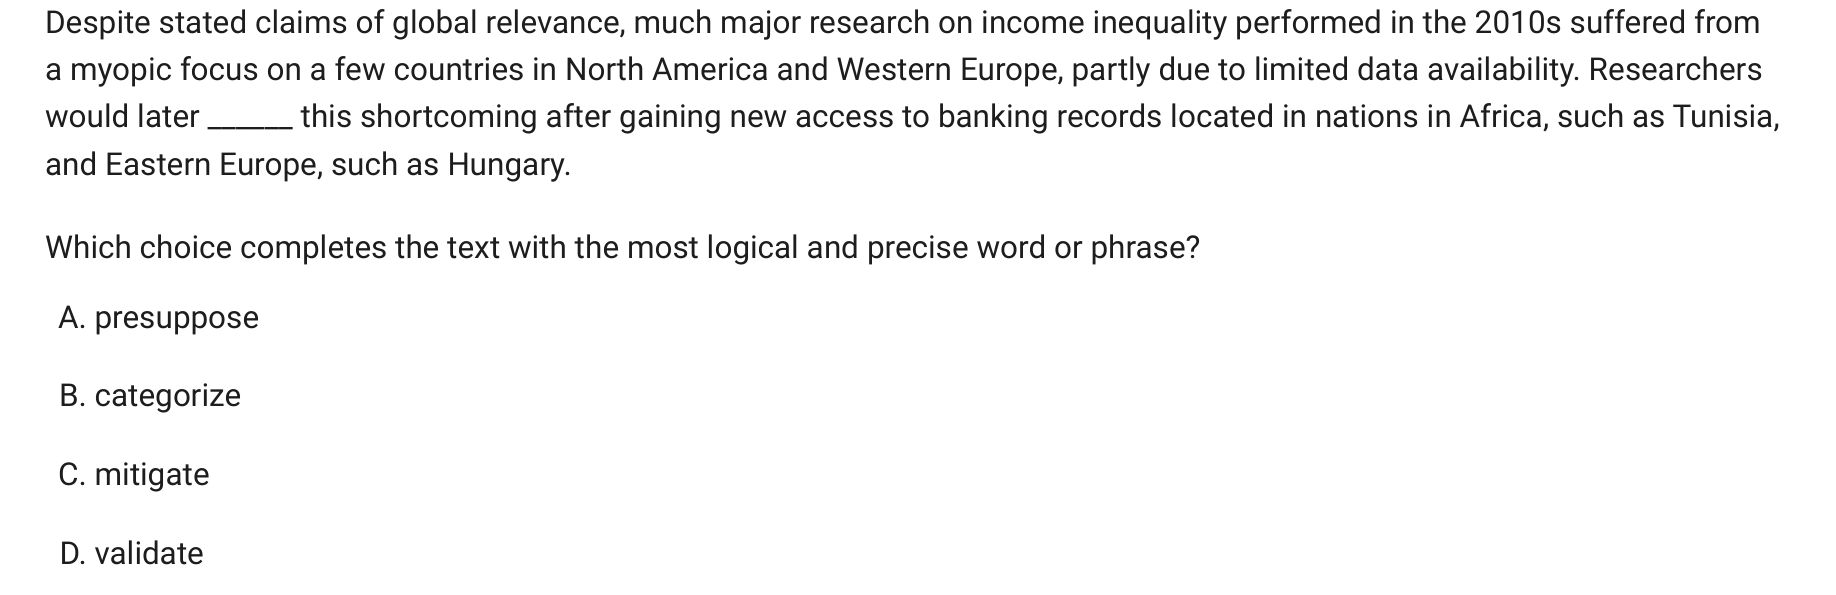 Despite stated claims of global relevance, much major research on income inequality performed in the 2010s suffered from
a myopic focus on a few countries in North America and Western Europe, partly due to limited data availability. Researchers
would later ______ this shortcoming after gaining new access to banking records located in nations in Africa, such as Tunisia,
and Eastern Europe, such as Hungary.
Which choice completes the text with the most logical and precise word or phrase?
A. presuppose
B. categorize
C. mitigate
D. validate